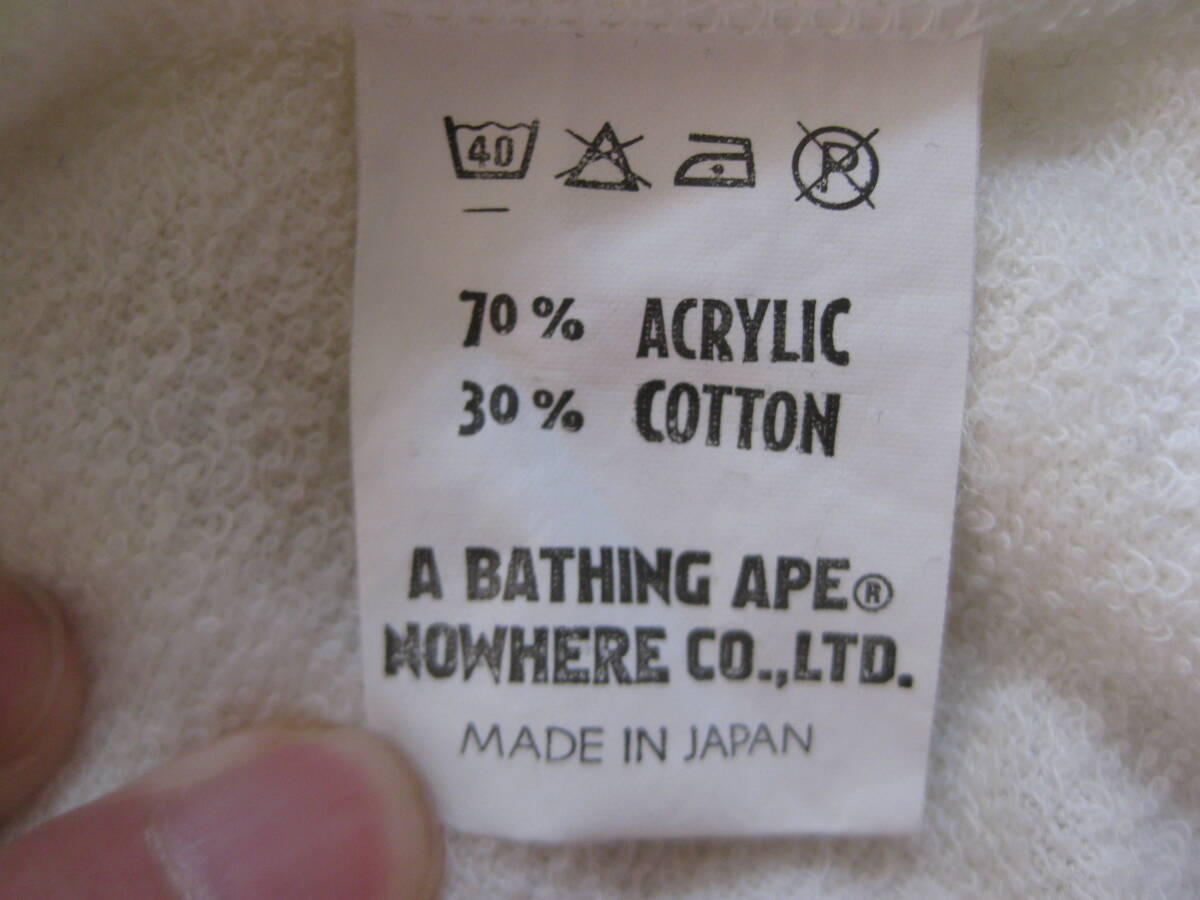 40 P
70% ACRYLIC
30% COTTON
A BATHING APE®
NOWHERE CO.,LTD.
MADE IN JAPAN